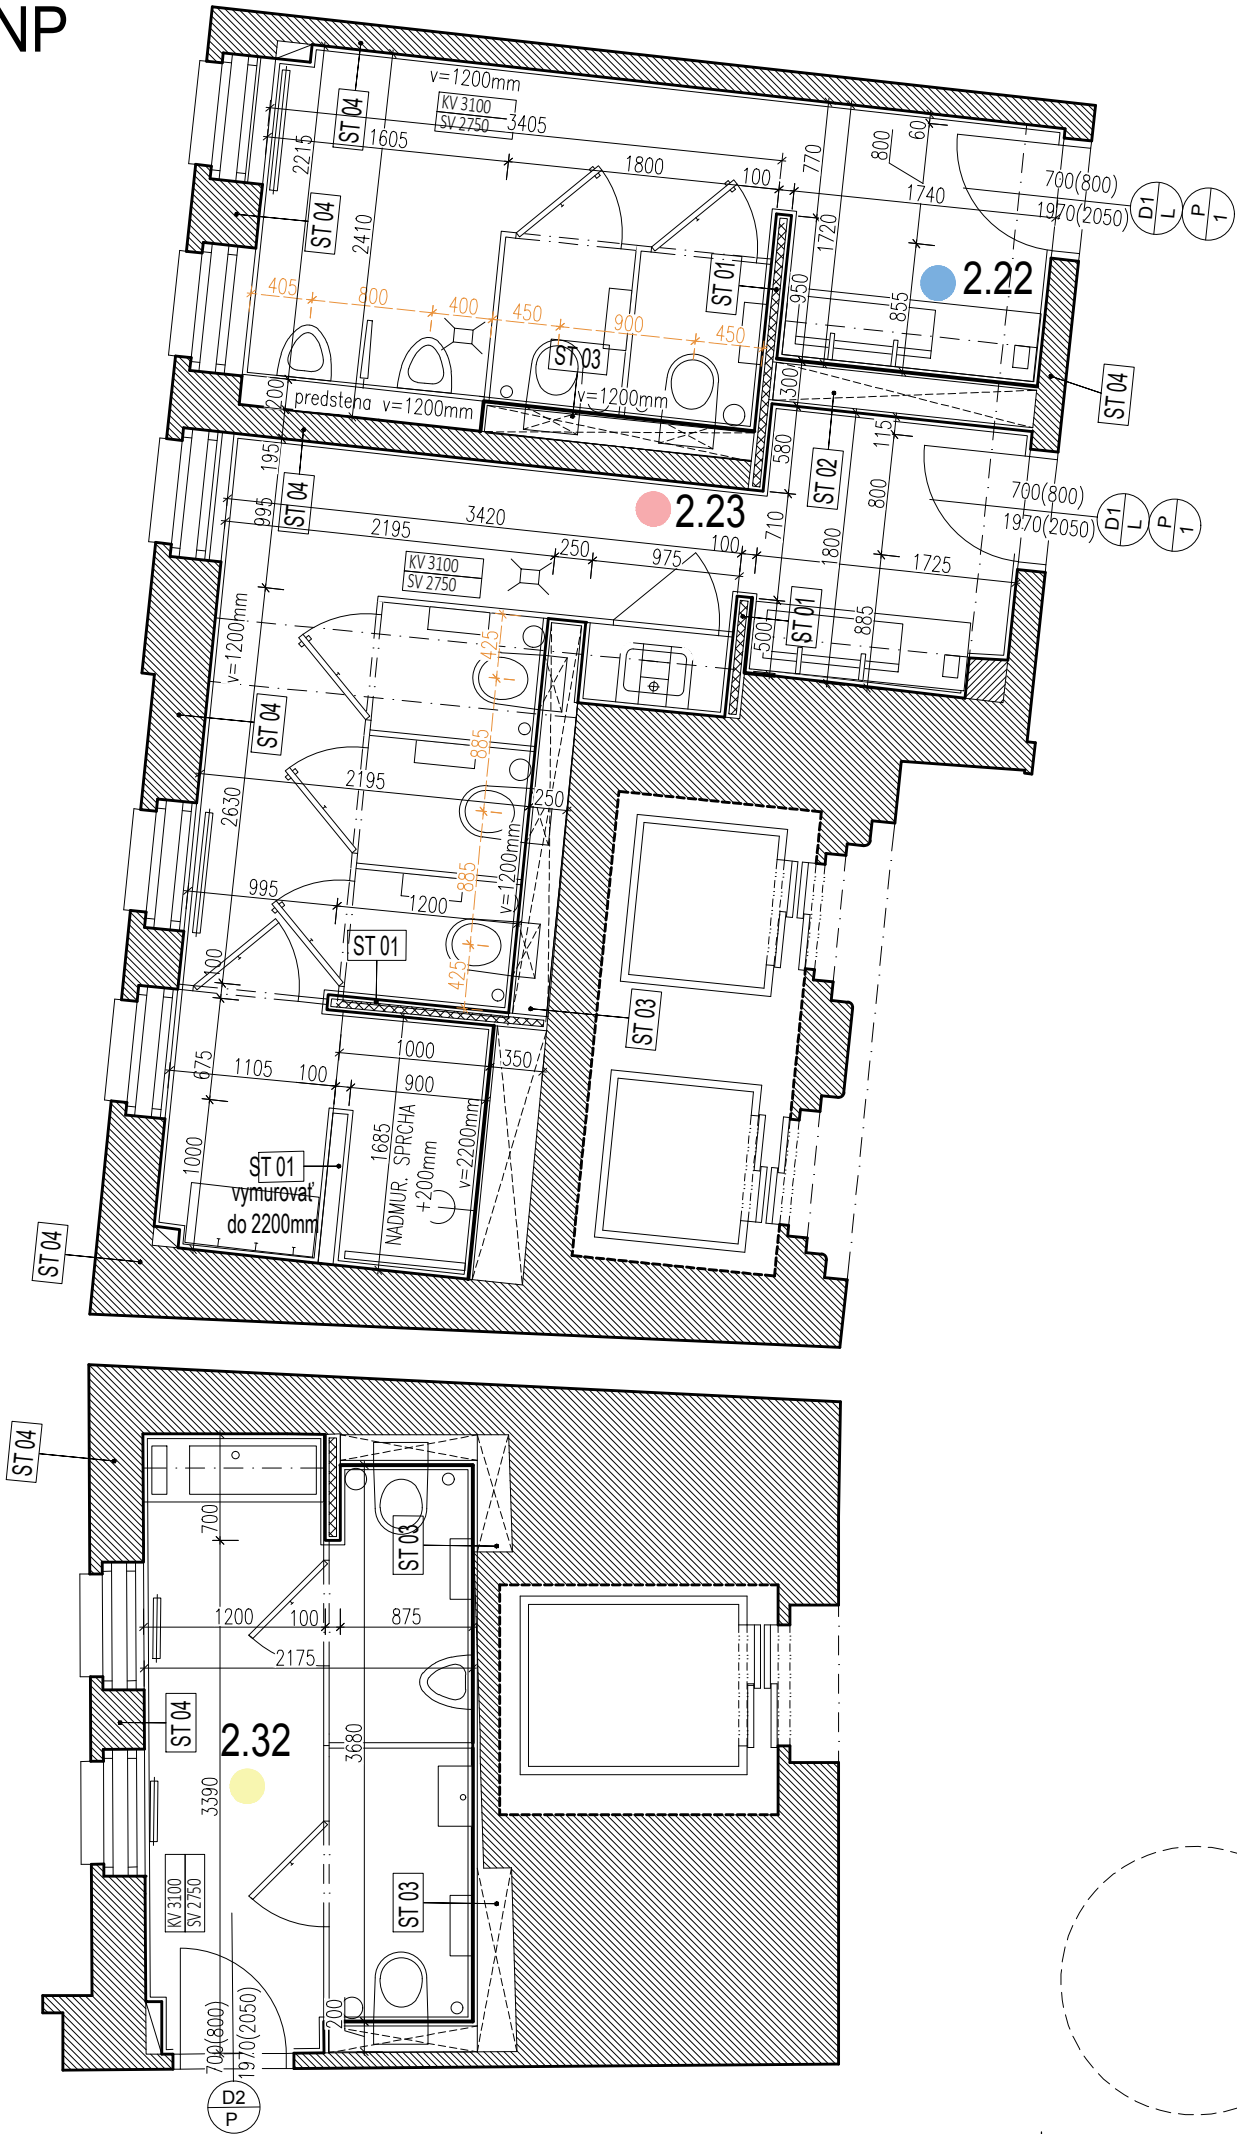 NP
v=1200mm
KV 3100
SV 2750
3405
ST 04
1605
2215
1800
100
770
800
60
1740
700(800)
1970(2050)
D1
L
P
1
ST 04
2410
1720
ST 01
950
2.22
855
405
800
400
450
900
450
ST 03
300
ST 04
200
predstena v=1200mm
v=1200mm
580
115
ST 02
195
ST 04
995
3420
2.23
2195
250
100
975
710
1800
800
1725
700(800)
1970(2050)
D1
L
P
1
KV 3100
SV 2750
ST 01
500
885
v=1200mm
425
ST 04
885
2195
250
2630
v=1200mm
885
995
1200
ST 01
425
100
ST 03
1000
350
675
1105
100
900
1685
NADMUR. SPRCHA
+200mm
v=2200mm
1000
ST 01
vymurovať
do 2200mm
ST 04
ST 04
700
ST 03
1200
100
875
2175
ST 04
2.32
3680
3390
KV 3100
SV 2750
ST 03
200
700(800)
1970(2050)
D2
P